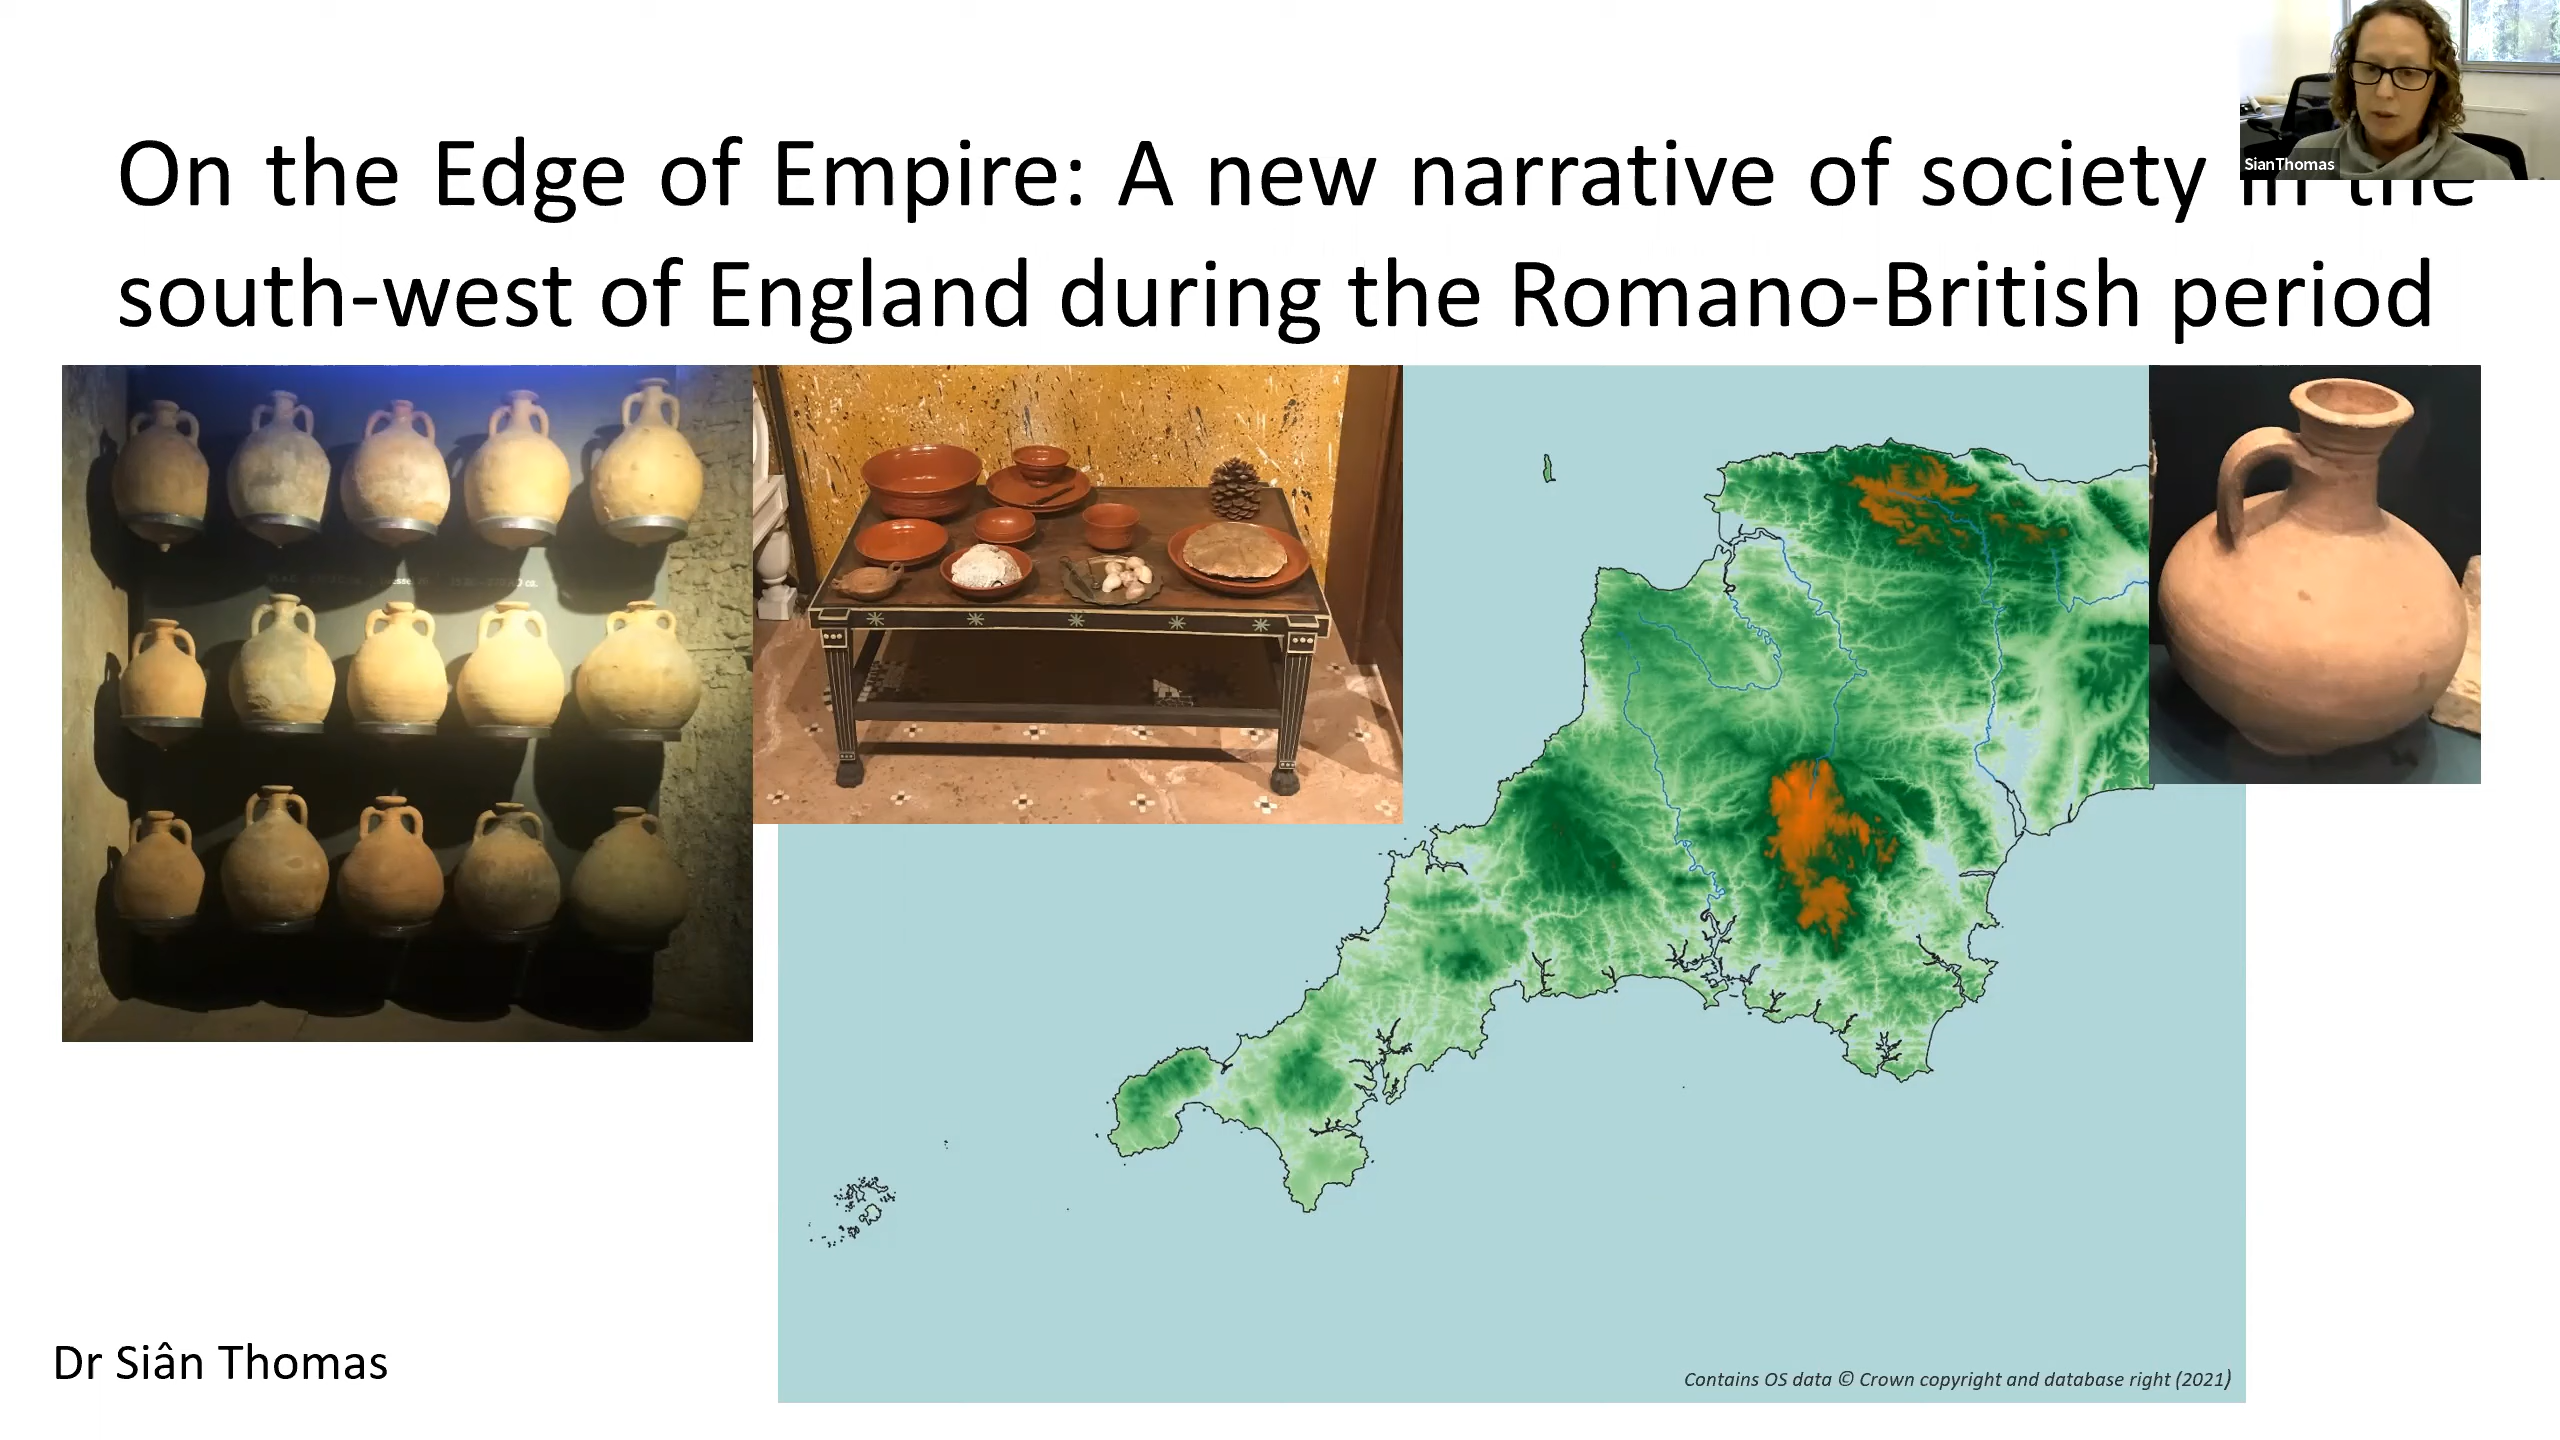 On the Edge of Empire: A new narrative of society in the
SianThomas
south-west of England during the Romano-British period
Dr Siân Thomas
Contains OS data © Crown copyright and database right (2021)